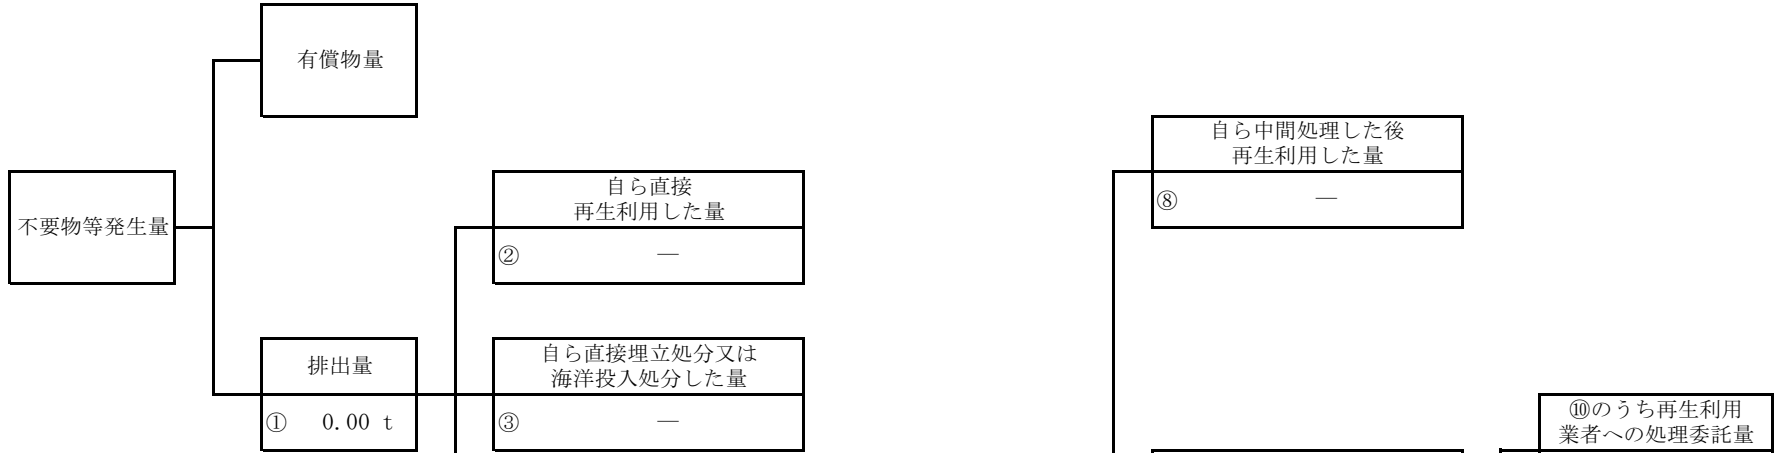 有償物量
自ら中間処理した後
再生利用した量
⑧ ―
不要物等発生量
自ら直接
再生利用した量
② ―
排出量
① 0.00 t
自ら直接埋立処分又は
海洋投入処分した量
③ ―
⑩のうち再生利用
業者への処理委託量